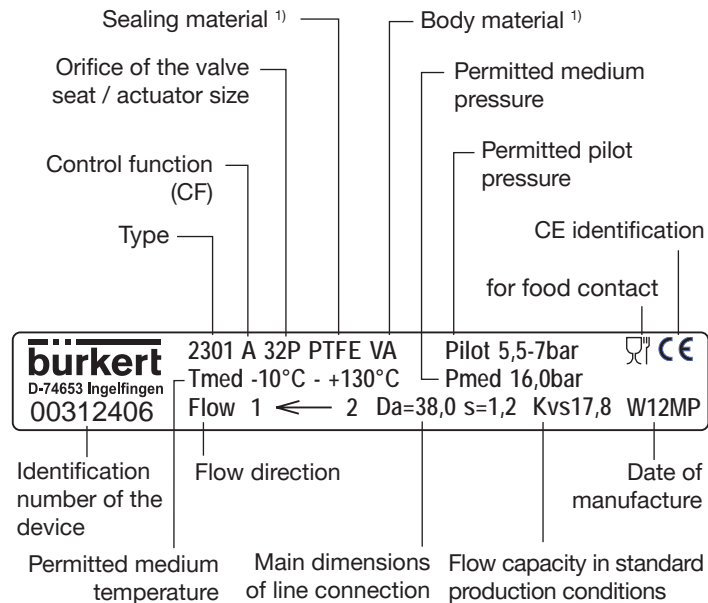 Sealing material 1)
Body material 1)
Orifice of the valve
seat / actuator size
Permitted medium
pressure
Control function
(CF)
Permitted pilot
pressure
Type
CE identification
for food contact
bürkert
D-74653 Ingelfingen
00312406
2301 A 32P PTFE VA Pilot 5,5-7bar CE
Tmed -10°C - +130°C Pmed 16,0bar
Flow 1 ← 2 Da=38,0 s=1,2 Kvs17,8 W12MP
Identification
number of the
device
Flow direction
Date of
manufacture
Permitted medium
temperature
Main dimensions
of line connection
Flow capacity in standard
production conditions